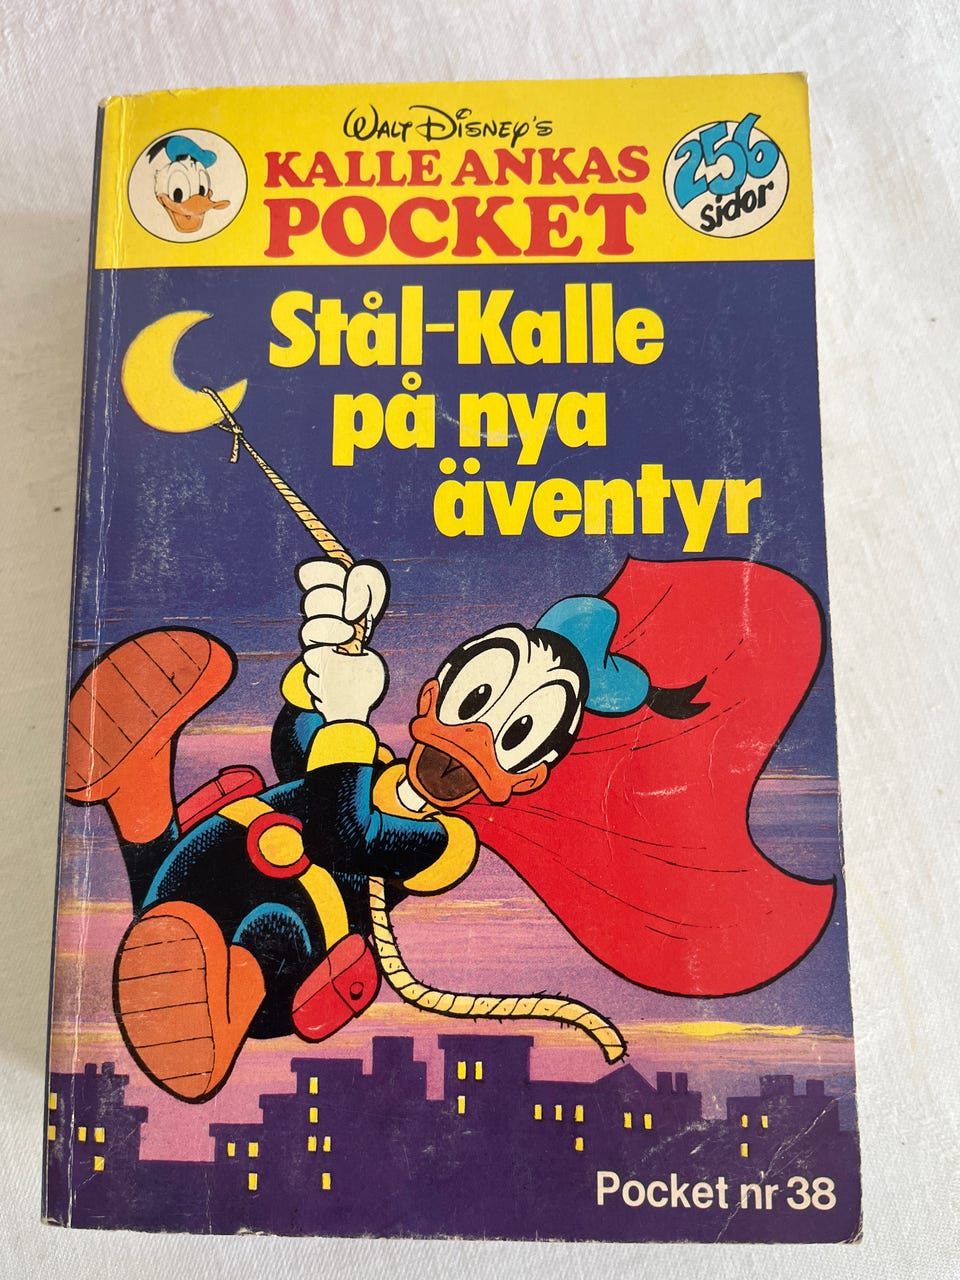 WALT DISNEY'S
KALLE ANKAS
POCKET
256
sidor
Stål-Kalle
på nya
äventyr
Pocket nr 38